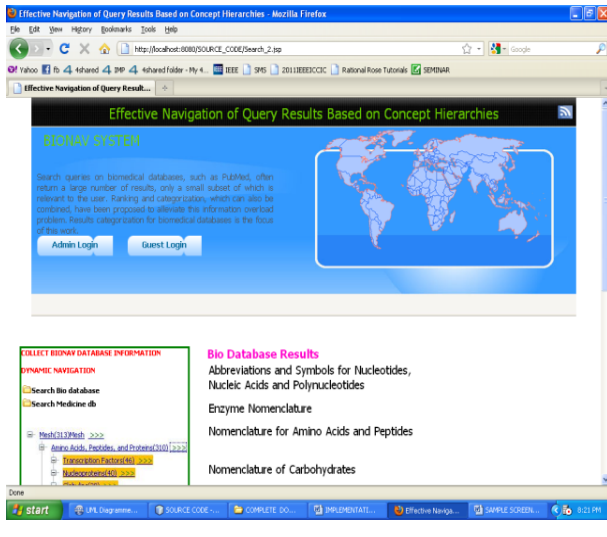 Effective Navigation of Query Results Based on Concept Hierarchies - Mozilla Firefox
File Edit View History Bookmarks Tools Help
http://localhost:8080/SOURCE_CODE/Search_2.jsp
Google
Yahoo fb 4shared IMP 4shared folder - My 4... IEEE SMS 2011IEEEICCIC Rational Rose Tutorials SEMINAR
Effective Navigation of Query Result...
Effective Navigation of Query Results Based on Concept Hierarchies
BIONAV SYSTEM
Search queries on biomedical databases, such as PubMed, often
return a large number of results, only a small subset of which is
relevant to the user. Ranking and categorization, which can also be
combined, have been proposed to alleviate this information overload
problem. Results categorization for biomedical databases is the focus
of this work.
Admin Login Guest Login
COLLECT BIONAV DATABASE INFORMATION
DYNAMIC NAVIGATION
Search Bio database
Search Medicine db
Mesh(313)Mesh >>>
Amino Acids, Peptides, and Proteins(310) >>>
Transcription Factors(46) >>>
Nucleoproteins(40) >>>
Bio Database Results
Abbreviations and Symbols for Nucleotides,
Nucleic Acids and Polynucleotides
Enzyme Nomenclature
Nomenclature for Amino Acids and Peptides
Nomenclature of Carbohydrates
Done
start UML Diagramme... SOURCE CODE -... COMPLETE DO... IMPLEMENTATI... Effective Naviga... SAMPLE SCREEN... 8:21 PM